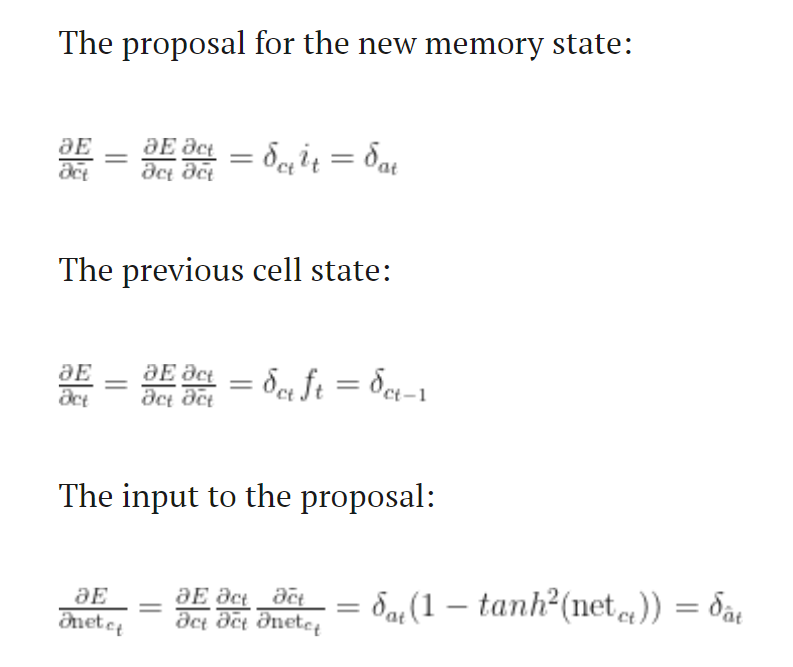 The proposal for the new memory state:
∂E/∂c̄t = ∂E/∂ct ∂ct/∂c̄t = δct it = δat
The previous cell state:
∂E/∂ct = ∂E/∂ct ∂ct/∂c̄t = δct ft = δct−1
The input to the proposal:
∂E/∂netct = ∂E/∂ct ∂ct/∂c̄t ∂c̄t/∂netct = δat(1 − tanh²(netct)) = δât